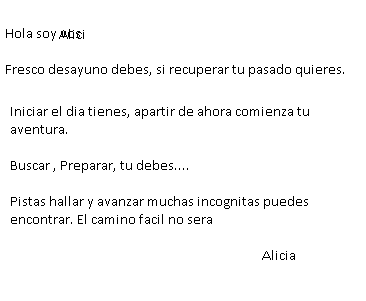 Hola soy
Fresco desayuno debes, si recuperar tu pasado quieres.
Iniciar el dia tienes, apartir de ahora comienza tu
aventura.
Buscar , Preparar, tu debes....
Pistas hallar y avanzar muchas incognitas puedes
encontrar. El camino facil no sera
Alicia